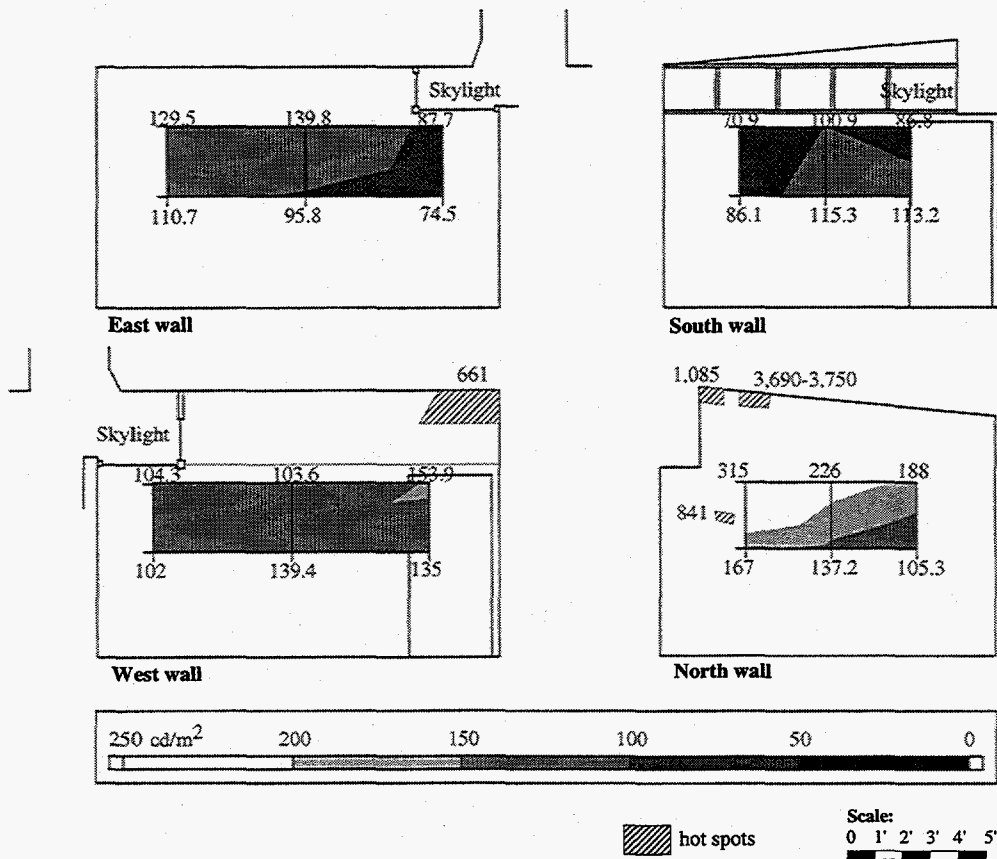 Skylight
129.5 139.8 87.7
110.7 95.8 74.5
East wall
Skylight
70.9 100.9 86.8
86.1 115.3 113.2
South wall
661
Skylight
104.3 103.6 153.9
102 139.4 135
West wall
1,085 3,690-3,750
315 226 188
841
167 137.2 105.3
North wall
250 cd/m² 200 150 100 50 0
hot spots
Scale:
0 1' 2' 3' 4' 5'